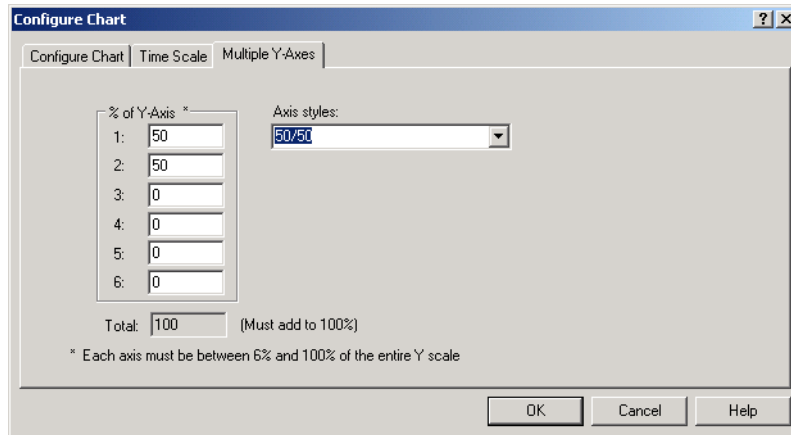 Configure Chart
Configure Chart Time Scale Multiple Y-Axes
% of Y-Axis * Axis styles:
1: 50 50/50
2: 50
3: 0
4: 0
5: 0
6: 0
Total: 100 (Must add to 100%)
* Each axis must be between 6% and 100% of the entire Y scale
OK Cancel Help